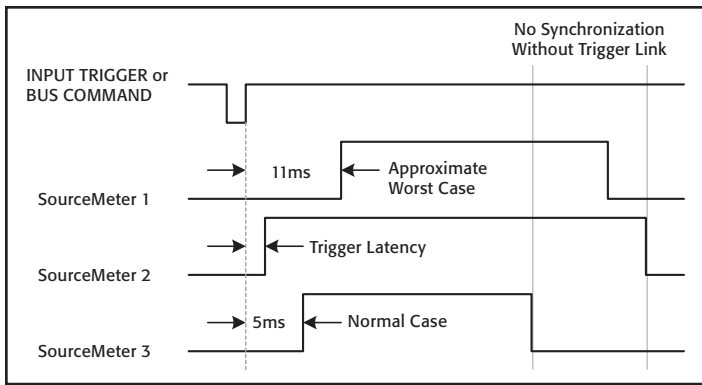 No Synchronization
Without Trigger Link
INPUT TRIGGER or
BUS COMMAND
11ms
Approximate
Worst Case
SourceMeter 1
Trigger Latency
SourceMeter 2
5ms
Normal Case
SourceMeter 3